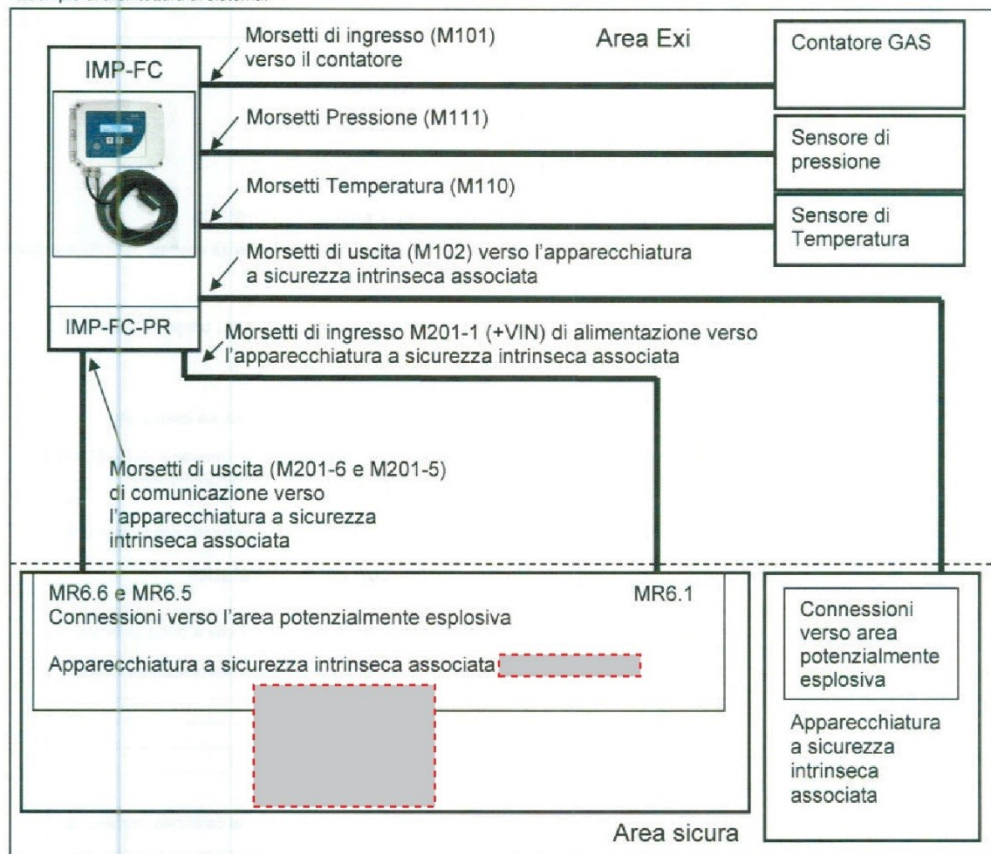 IMP-FC
Morsetti di ingresso (M101)
verso il contatore
Area Exi
Contatore GAS
Morsetti Pressione (M111)
Sensore di
pressione
Morsetti Temperatura (M110)
Sensore di
Temperatura
Morsetti di uscita (M102) verso l'apparecchiatura
a sicurezza intrinseca associata
IMP-FC-PR
Morsetti di ingresso M201-1 (+VIN) di alimentazione verso
l'apparecchiatura a sicurezza intrinseca associata
Morsetti di uscita (M201-6 e M201-5)
di comunicazione verso
l'apparecchiatura a sicurezza
intrinseca associata
MR6.6 e MR6.5
MR6.1
Connessioni verso l'area potenzialmente esplosiva
Apparecchiatura a sicurezza intrinseca associata
Connessioni
verso area
potenzialmente
esplosiva
Apparecchiatura
a sicurezza
intrinseca
associata
Area sicura